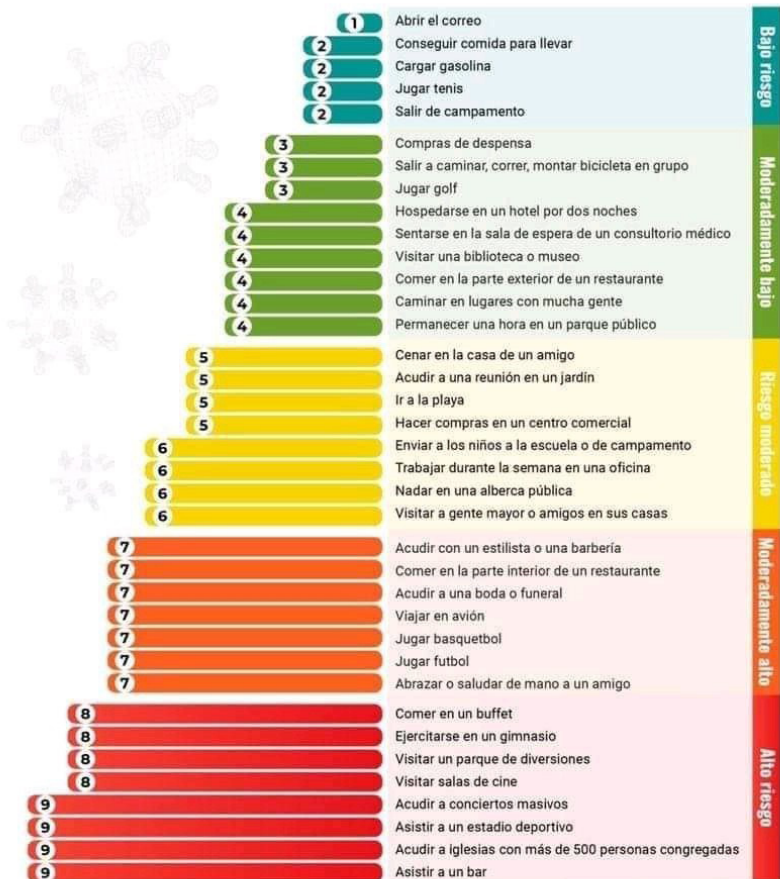 1 Abrir el correo
2 Conseguir comida para llevar
2 Cargar gasolina
2 Jugar tenis
2 Salir de campamento
Bajo riesgo
3 Compras de despensa
3 Salir a caminar, correr, montar bicicleta en grupo
3 Jugar golf
4 Hospedarse en un hotel por dos noches
4 Sentarse en la sala de espera de un consultorio médico
4 Visitar una biblioteca o museo
4 Comer en la parte exterior de un restaurante
4 Caminar en lugares con mucha gente
4 Permanecer una hora en un parque público
Moderadamente bajo
5 Cenar en la casa de un amigo
5 Acudir a una reunión en un jardín
5 Ir a la playa
5 Hacer compras en un centro comercial
6 Enviar a los niños a la escuela o de campamento
6 Trabajar durante la semana en una oficina
6 Nadar en una alberca pública
6 Visitar a gente mayor o amigos en sus casas
Riesgo moderado
7 Acudir con un estilista o una barbería
7 Comer en la parte interior de un restaurante
7 Acudir a una boda o funeral
7 Viajar en avión
7 Jugar basquetbol
7 Jugar futbol
7 Abrazar o saludar de mano a un amigo
Moderadamente alto
8 Comer en un buffet
8 Ejercitarse en un gimnasio
8 Visitar un parque de diversiones
8 Visitar salas de cine
9 Acudir a conciertos masivos
9 Asistir a un estadio deportivo
9 Acudir a iglesias con más de 500 personas congregadas
9 Asistir a un bar
Alto riesgo